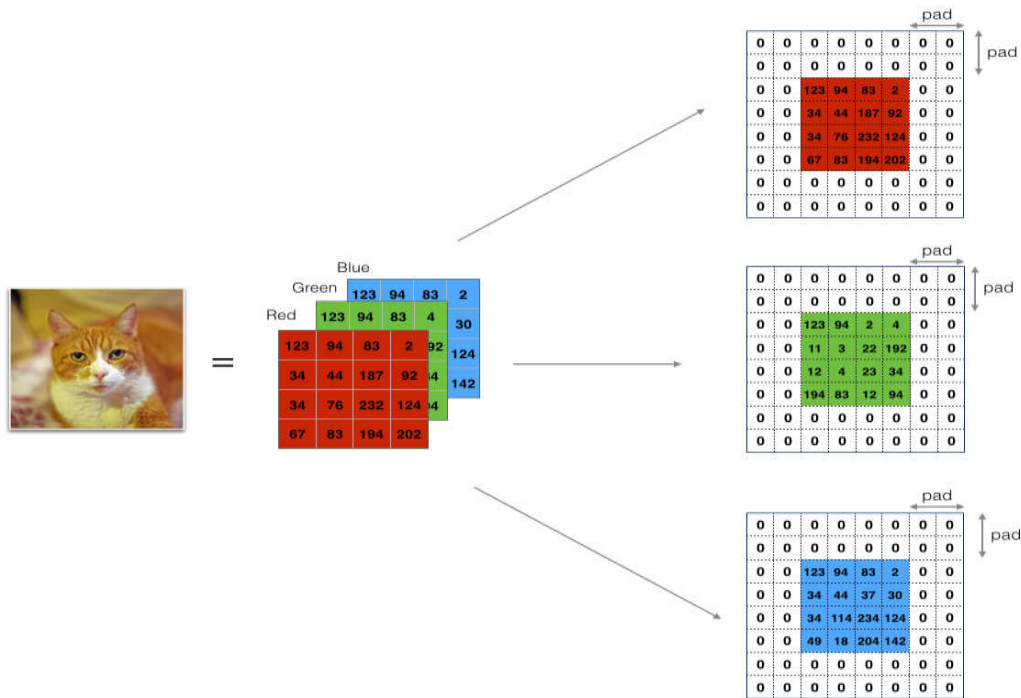 pad
0 0 0 0 0 0 0 0
pad
0 0 0 0 0 0 0 0
0 0 123 94 83 2 0 0
0 0 34 44 187 92 0 0
0 0 34 76 232 124 0 0
0 0 67 83 194 202 0 0
0 0 0 0 0 0 0 0
0 0 0 0 0 0 0 0
Blue
123 94 83 2
30
124
142
Green
123 94 83 4
92
34
94
Red
123 94 83 2
34 44 187 92
34 76 232 124
67 83 194 202
=
pad
0 0 0 0 0 0 0 0
pad
0 0 0 0 0 0 0 0
0 0 123 94 2 4 0 0
0 0 11 3 22 192 0 0
0 0 12 4 23 34 0 0
0 0 194 83 12 94 0 0
0 0 0 0 0 0 0 0
0 0 0 0 0 0 0 0
pad
0 0 0 0 0 0 0 0
pad
0 0 0 0 0 0 0 0
0 0 123 94 83 2 0 0
0 0 34 44 37 30 0 0
0 0 34 114 234 124 0 0
0 0 49 18 204 142 0 0
0 0 0 0 0 0 0 0
0 0 0 0 0 0 0 0